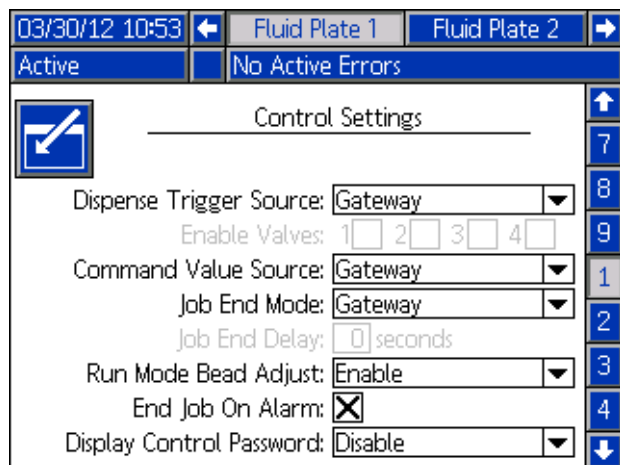 03/30/12 10:53 Fluid Plate 1 Fluid Plate 2
Active No Active Errors
Control Settings
7
Dispense Trigger Source: Gateway
8
Enable Valves: 1 2 3 4
9
Command Value Source: Gateway
1
Job End Mode: Gateway
2
Job End Delay: 0 seconds
Run Mode Bead Adjust: Enable
3
End Job On Alarm:
4
Display Control Password: Disable